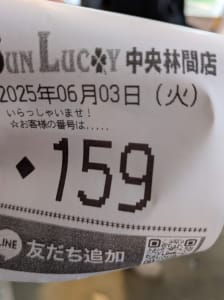 SUN LUCKY 中央林間店
2025年06月03日（火）
いらっしゃいませ！
☆お客様の番号は.....
◆159
LINE 友だち追加